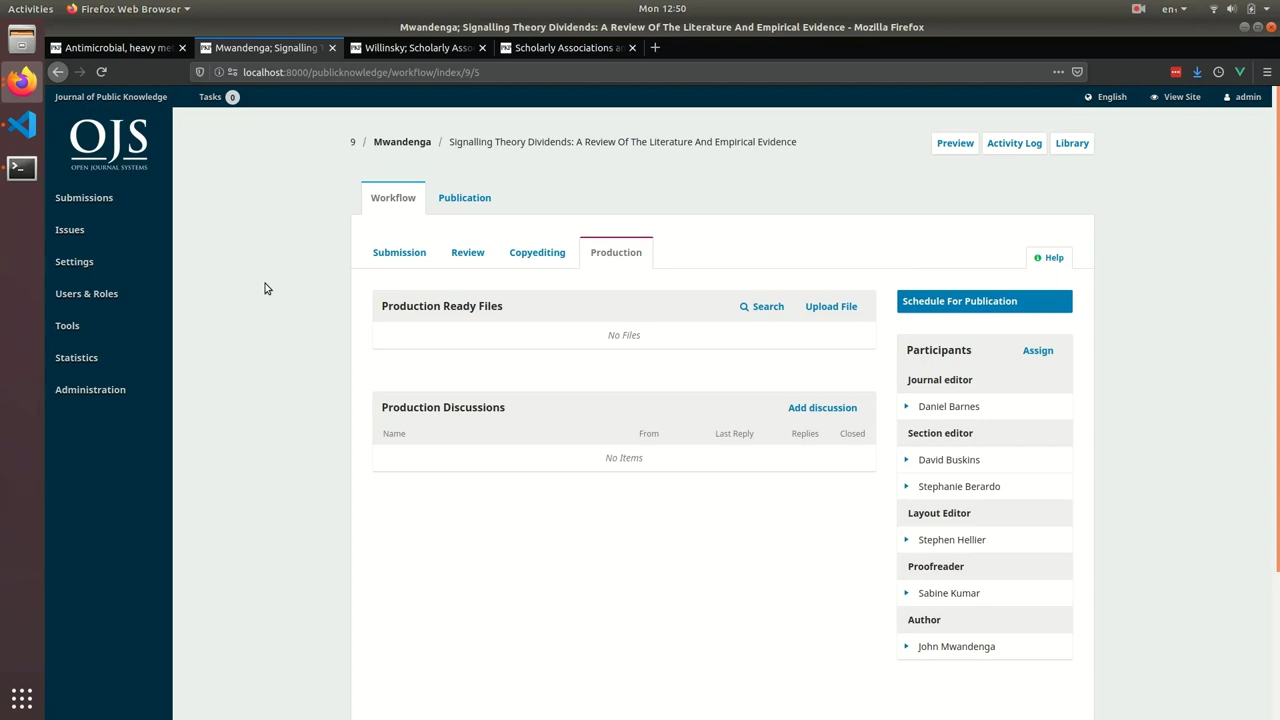 Activities Firefox Web Browser Mon 12:50 en1
Mwandenga; Signalling Theory Dividends: A Review Of The Literature And Empirical Evidence - Mozilla Firefox
PKP Antimicrobial, heavy me × PKP Mwandenga; Signalling T × PKP Willinsky; Scholarly Asso × PKP Scholarly Associations a × +
localhost:8000/publicknowledge/workflow/index/9/5
Journal of Public Knowledge Tasks 0 English View Site admin
OJS
OPEN JOURNAL SYSTEMS
Submissions
Issues
Settings
Users & Roles
Tools
Statistics
Administration
9 / Mwandenga / Signalling Theory Dividends: A Review Of The Literature And Empirical Evidence
Preview Activity Log Library
Workflow Publication
Submission Review Copyediting Production
Help
Production Ready Files Search Upload File
No Files
Production Discussions Add discussion
Name From Last Reply Replies Closed
No Items
Schedule For Publication
Participants Assign
Journal editor
Daniel Barnes
Section editor
David Buskins
Stephanie Berardo
Layout Editor
Stephen Hellier
Proofreader
Sabine Kumar
Author
John Mwandenga